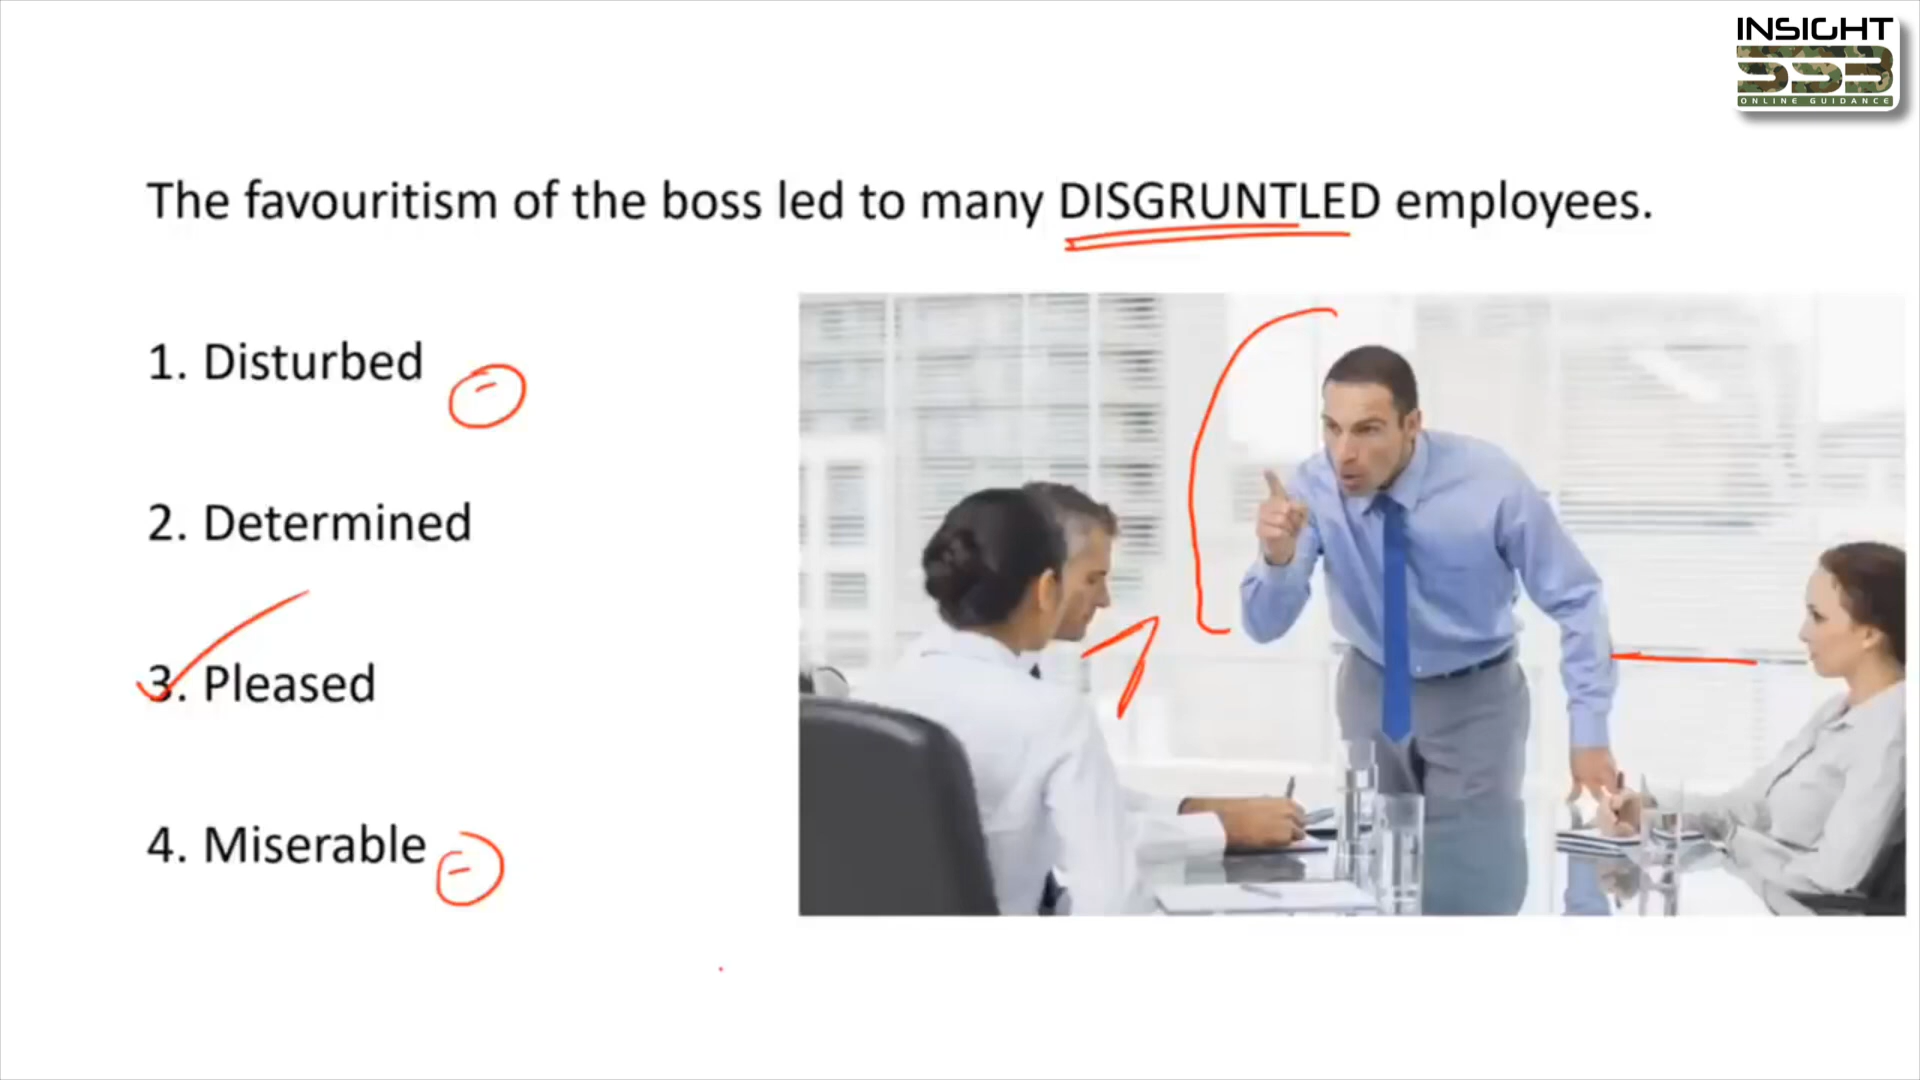 INSIGHT
SSB
ONLINE GUIDANCE
The favouritism of the boss led to many DISGRUNTLED employees.
1. Disturbed
2. Determined
3. Pleased
4. Miserable